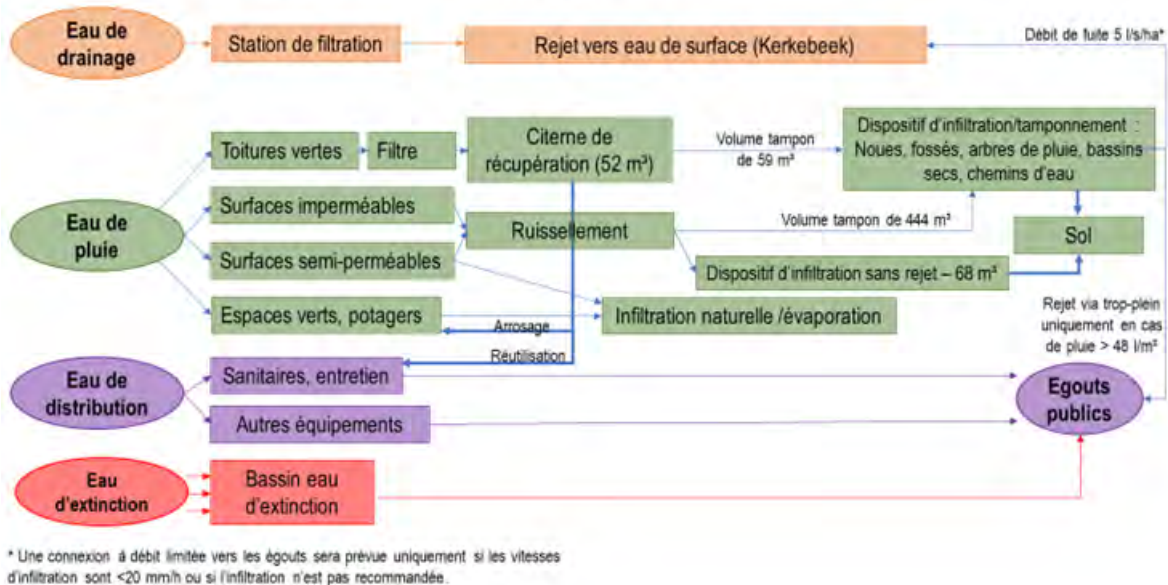 Eau de
drainage
Station de filtration
Rejet vers eau de surface (Kerkebeek)
Débit de fuite 5 l/s/ha*
Eau de
pluie
Toitures vertes
Filtre
Citerne de
récupération (52 m³)
Volume tampon
de 59 m³
Dispositif d'infiltration/tamponnement :
Noues, fossés, arbres de pluie, bassins
secs, chemins d'eau
Surfaces imperméables
Ruissellement
Volume tampon de 444 m³
Sol
Surfaces semi-perméables
Dispositif d'infiltration sans rejet – 68 m³
Espaces verts, potagers
Infiltration naturelle /évaporation
Arrosage
Réutilisation
Rejet via trop-plein
uniquement en cas
de pluie > 48 l/m²
Eau de
distribution
Sanitaires, entretien
Autres équipements
Egouts
publics
Eau
d'extinction
Bassin eau
d'extinction
* Une connexion à débit limitée vers les égouts sera prévue uniquement si les vitesses
d'infiltration sont <20 mm/h ou si l'infiltration n'est pas recommandée.